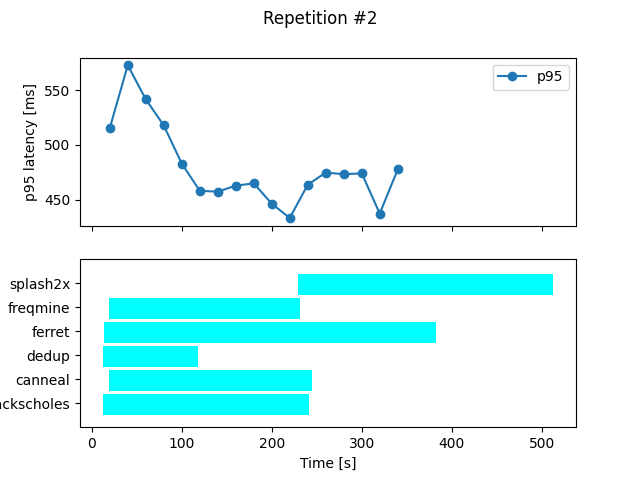 Repetition #2
p95 latency [ms]
550
500
450
p95
splash2x
freqmine
ferret
dedup
canneal
ackscholes
0 100 200 300 400 500
Time [s]